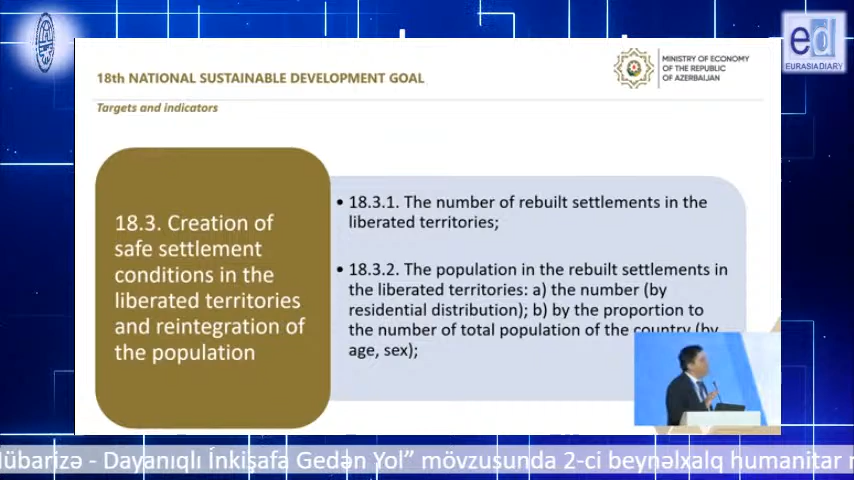 ed
EURASIADIARY
18th NATIONAL SUSTAINABLE DEVELOPMENT GOAL
MINISTRY OF ECONOMY
OF THE REPUBLIC
OF AZERBAIJAN
Targets and indicators
18.3. Creation of
safe settlement
conditions in the
liberated territories
and reintegration of
the population
• 18.3.1. The number of rebuilt settlements in the
liberated territories;
• 18.3.2. The population in the rebuilt settlements in
the liberated territories: a) the number (by
residential distribution); b) by the proportion to
the number of total population of the country (by
age, sex);
übarizə - Dayanıqlı İnkişafa Gedən Yol” mövzusunda 2-ci beynəlxalq humanitar